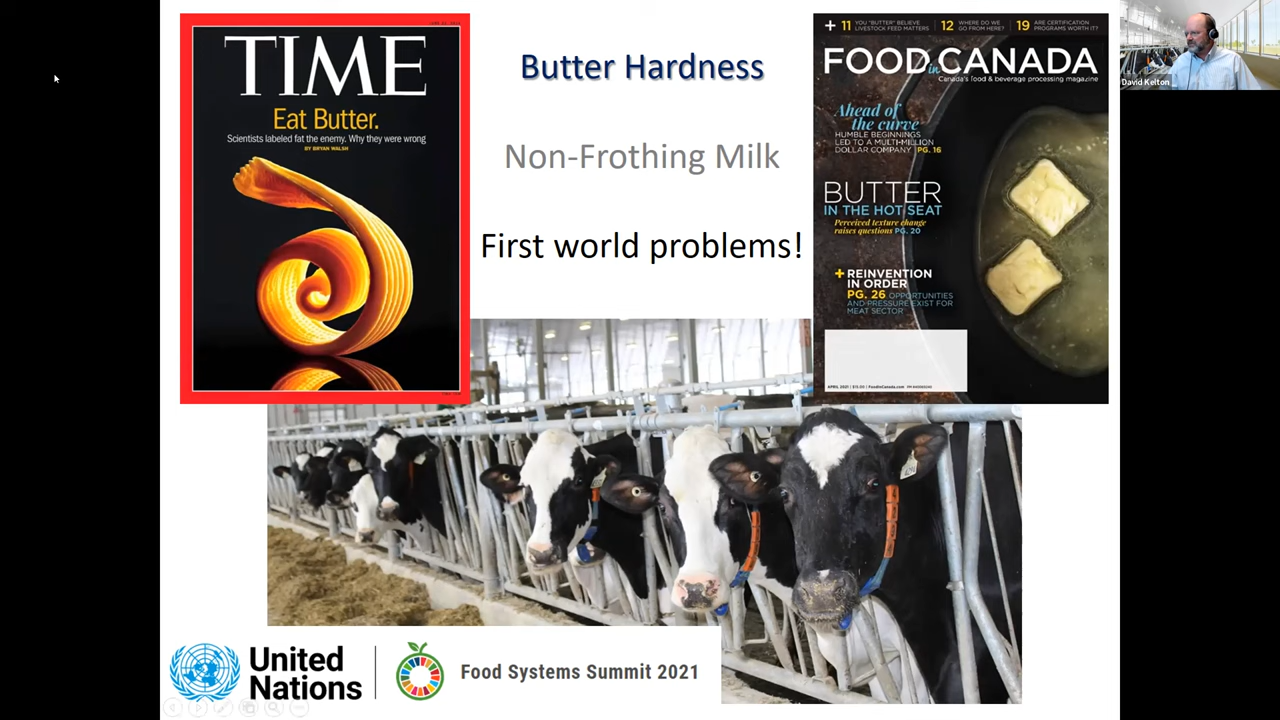 TIME
Eat Butter.
Scientists labeled fat the enemy. Why they were wrong
BY BRYAN WALSH
Butter Hardness
Non-Frothing Milk
First world problems!
+ 11 YOU "BUTTER" BELIEVE
LIVESTOCK FEED MATTERS
12 WHERE DO WE
GO FROM HERE?
19 ARE CERTIFICATION
PROGRAMS WORTH IT?
FOOD in CANADA
Canada's food & beverage processing magazine
Ahead of
the curve
HUMBLE BEGINNINGS
LED TO A MULTI-MILLION
DOLLAR COMPANY PG. 16
BUTTER
IN THE HOT SEAT
Perceived texture change
raises questions PG. 20
+ REINVENTION
IN ORDER
PG. 26 OPPORTUNITIES
AND PRESSURE EXIST FOR
MEAT SECTOR
APRIL 2021 | $15.00 | FoodInCanada.com
David Kelton
United
Nations
Food Systems Summit 2021